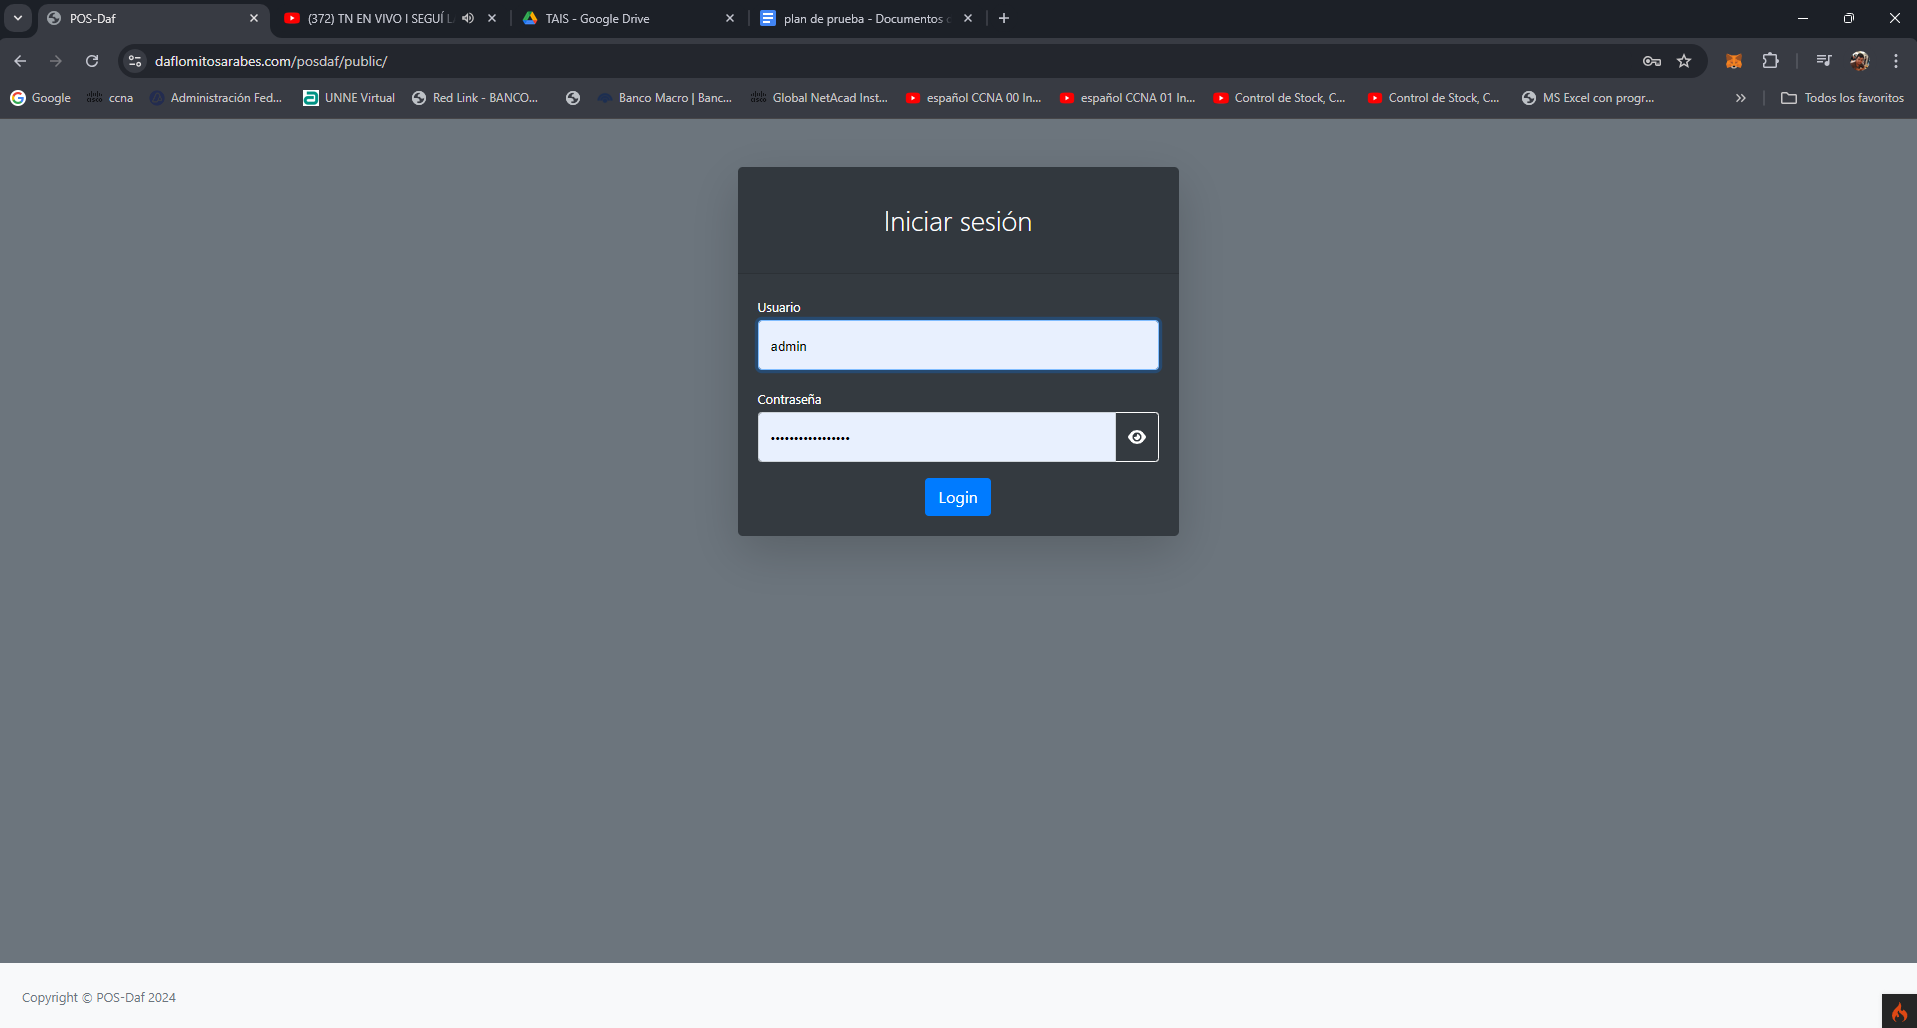 POS-Daf
(372) TN EN VIVO I SEGUÍ L
TAIS - Google Drive
plan de prueba - Documentos
daflomitosarabes.com/posdaf/public/
Google
ccna
Administración Fed...
UNNE Virtual
Red Link - BANCO...
Banco Macro | Banc...
Global NetAcad Inst...
español CCNA 00 In...
español CCNA 01 In...
Control de Stock, C...
Control de Stock, C...
MS Excel con progr...
Todos los favoritos
Iniciar sesión
Usuario
admin
Contraseña
Login
Copyright © POS-Daf 2024